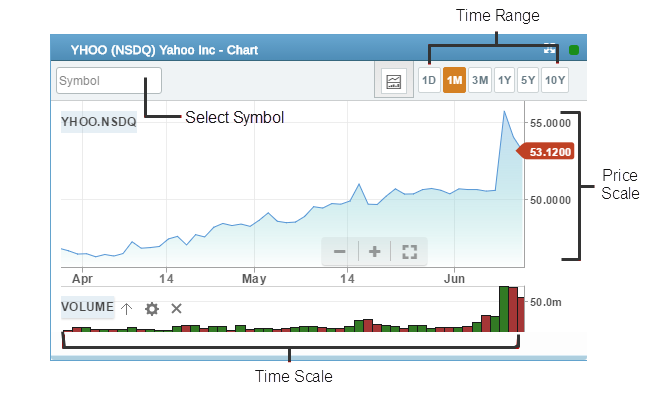 Time Range
YHOO (NSDQ) Yahoo Inc - Chart
Symbol
1D 1M 3M 1Y 5Y 10Y
Select Symbol
YHOO.NSDQ
55.0000
53.1200
50.0000
Price
Scale
Apr 14 May 14 Jun
VOLUME
50.0m
Time Scale